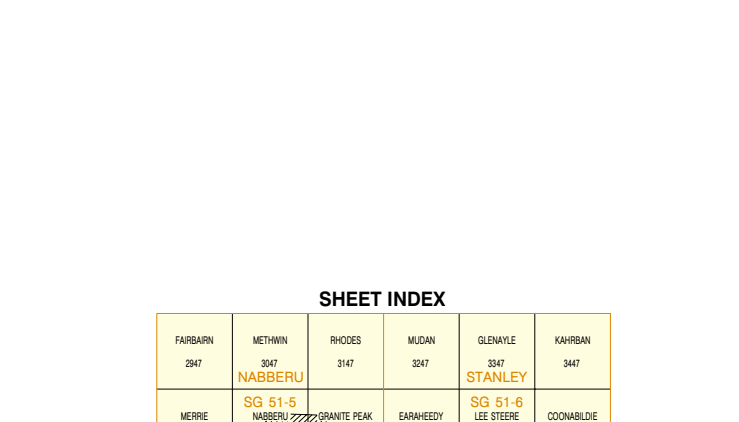 SHEET INDEX
FAIRBAIRN METHWIN RHODES MUDAN GLENAYLE KAHRBAN
2947 3047 3147 3247 3347 3447
NABBERU STANLEY
SG 51-5 SG 51-6
MERRIE NABBERU GRANITE PEAK EARAHEEDY LEE STEERE COONABILDIE